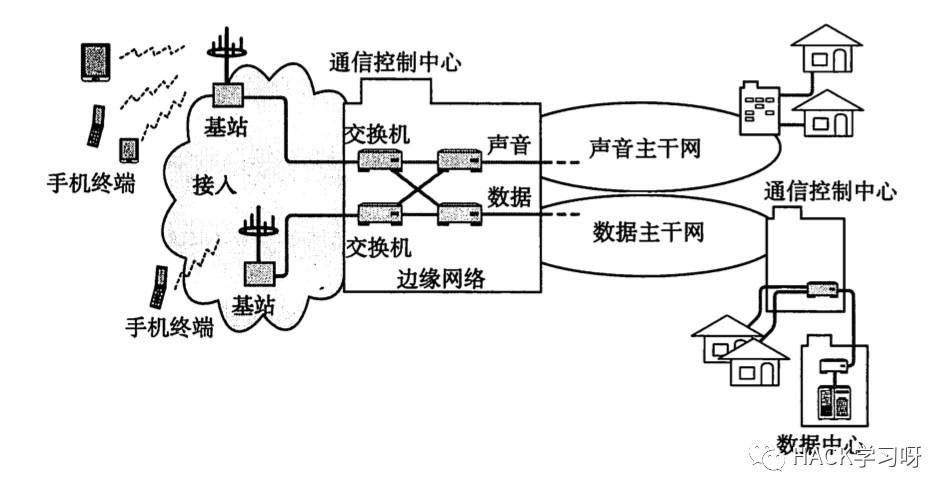 通信控制中心
基站
交换机
声音
声音主干网
手机终端
接入
通信控制中心
数据
数据主干网
交换机
边缘网络
基站
手机终端
数据中心
HACK学习呀